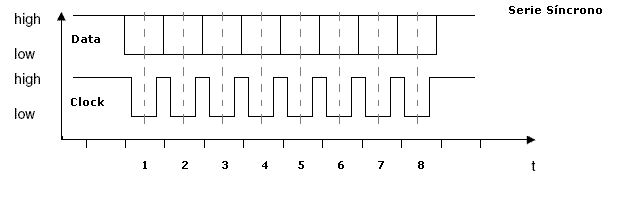 Serie Síncrono
high
Data
low
high
Clock
low
1 2 3 4 5 6 7 8
t